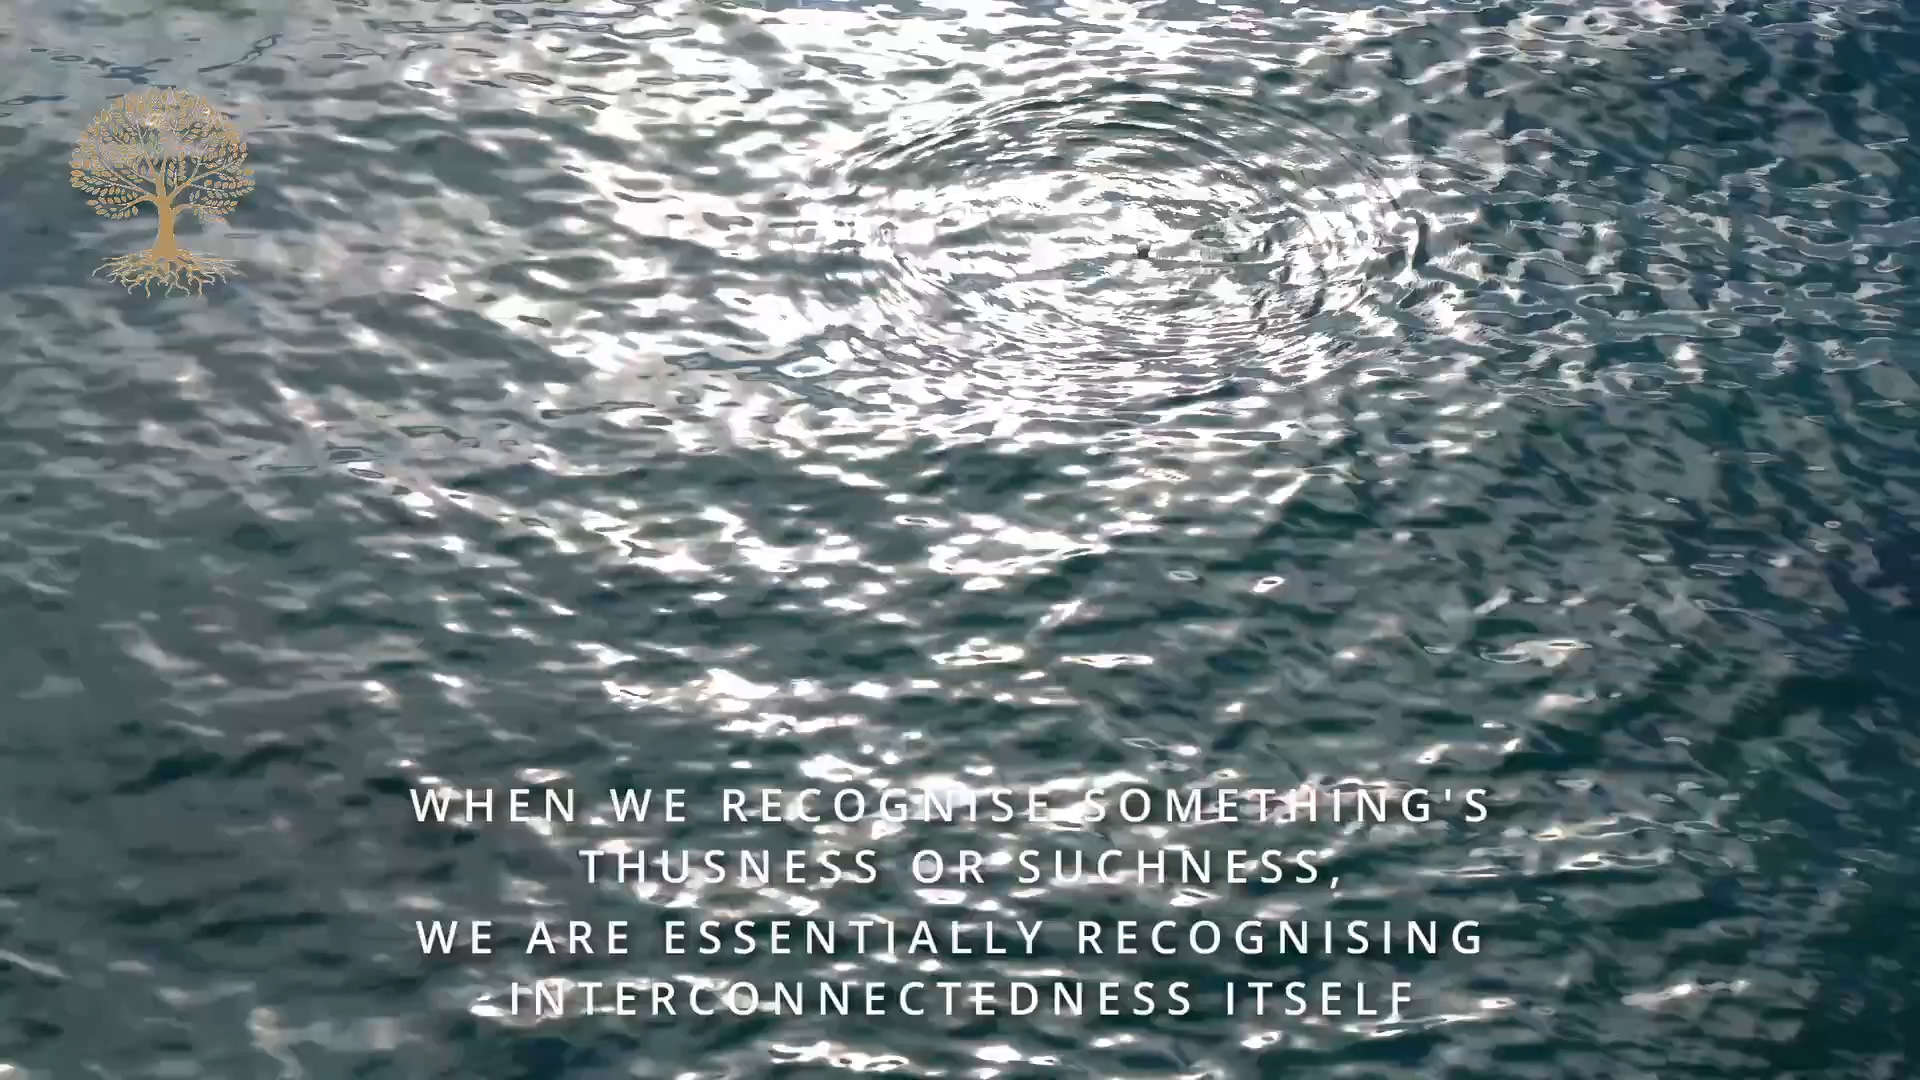 WHEN WE RECOGNISE SOMETHING'S
THUSNESS OR SUCHNESS,
WE ARE ESSENTIALLY RECOGNISING
INTERCONNECTEDNESS ITSELF